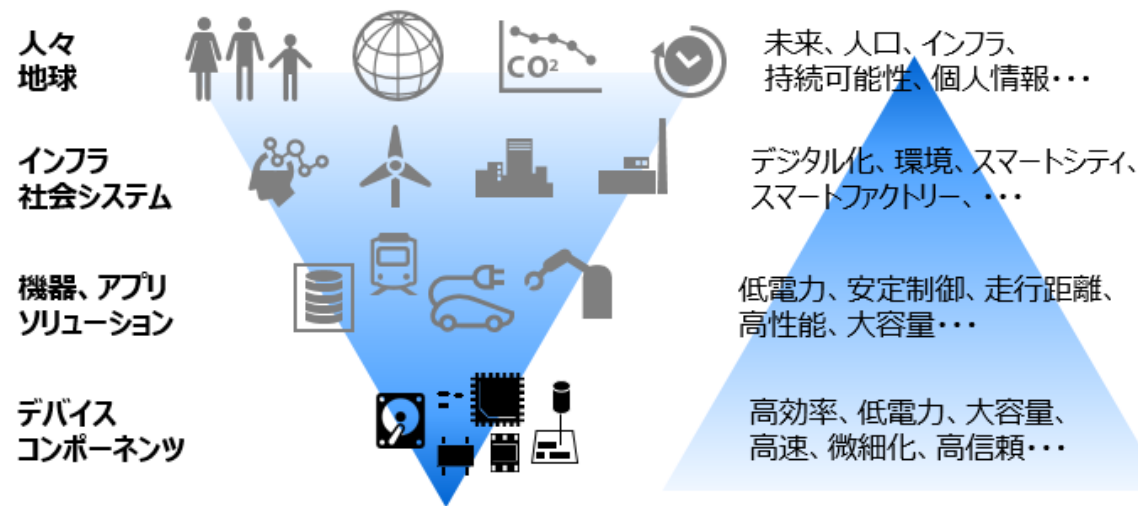 人々
地球
CO²
未来、人口、インフラ、
持続可能性、個人情報・・・
インフラ
社会システム
デジタル化、環境、スマートシティ、
スマートファクトリー、・・・
機器、アプリ
ソリューション
低電力、安定制御、走行距離、
高性能、大容量・・・
デバイス
コンポーネンツ
高効率、低電力、大容量、
高速、微細化、高信頼・・・